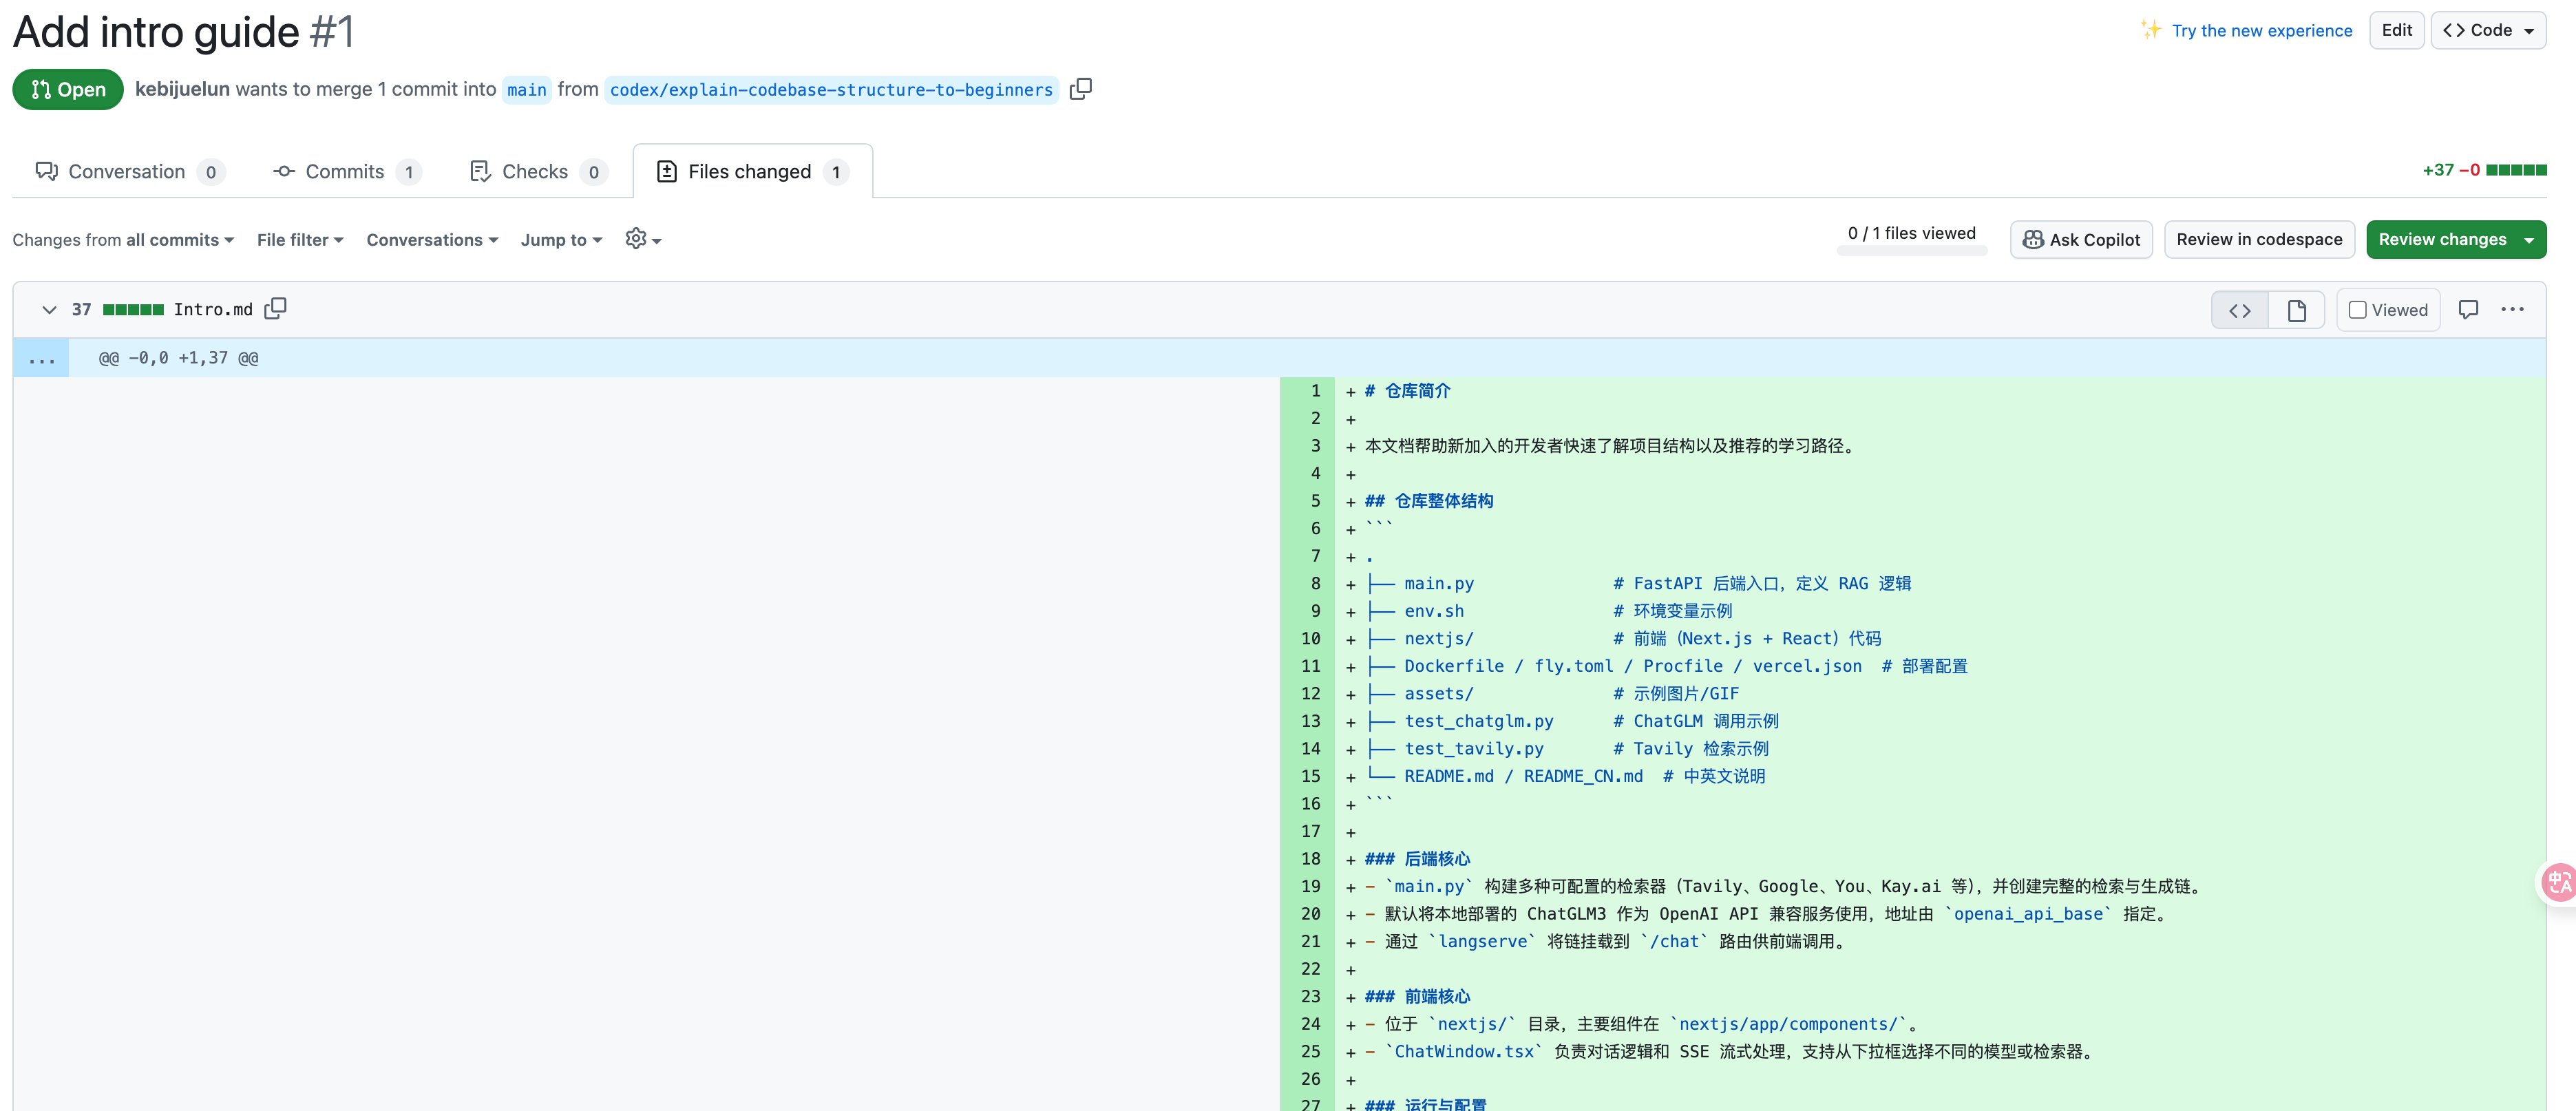 Add intro guide #1
Try the new experience
Edit
Code
Open
kebijuelun wants to merge 1 commit into main from codex/explain-codebase-structure-to-beginners
Conversation 0
Commits 1
Checks 0
Files changed 1
+37 −0
Changes from all commits
File filter
Conversations
Jump to
0 / 1 files viewed
Ask Copilot
Review in codespace
Review changes
37 Intro.md
Viewed
... @@ -0,0 +1,37 @@
1 + # 仓库简介
2 +
3 + 本文档帮助新加入的开发者快速了解项目结构以及推荐的学习路径。
4 +
5 + ## 仓库整体结构
6 + ```
7 + .
8 + ├── main.py # FastAPI 后端入口，定义 RAG 逻辑
9 + ├── env.sh # 环境变量示例
10 + ├── nextjs/ # 前端（Next.js + React）代码
11 + ├── Dockerfile / fly.toml / Procfile / vercel.json # 部署配置
12 + ├── assets/ # 示例图片/GIF
13 + ├── test_chatglm.py # ChatGLM 调用示例
14 + ├── test_tavily.py # Tavily 检索示例
15 + └── README.md / README_CN.md # 中英文说明
16 + ```
17 +
18 + ### 后端核心
19 + - `main.py` 构建多种可配置的检索器（Tavily、Google、You、Kay.ai 等），并创建完整的检索与生成链。
20 + - 默认将本地部署的 ChatGLM3 作为 OpenAI API 兼容服务使用，地址由 `openai_api_base` 指定。
21 + - 通过 `langserve` 将链挂载到 `/chat` 路由供前端调用。
22 +
23 + ### 前端核心
24 + - 位于 `nextjs/` 目录，主要组件在 `nextjs/app/components/`。
25 + - `ChatWindow.tsx` 负责对话逻辑和 SSE 流式处理，支持从下拉框选择不同的模型或检索器。
26 +
27 + ### 运行与配置
中A